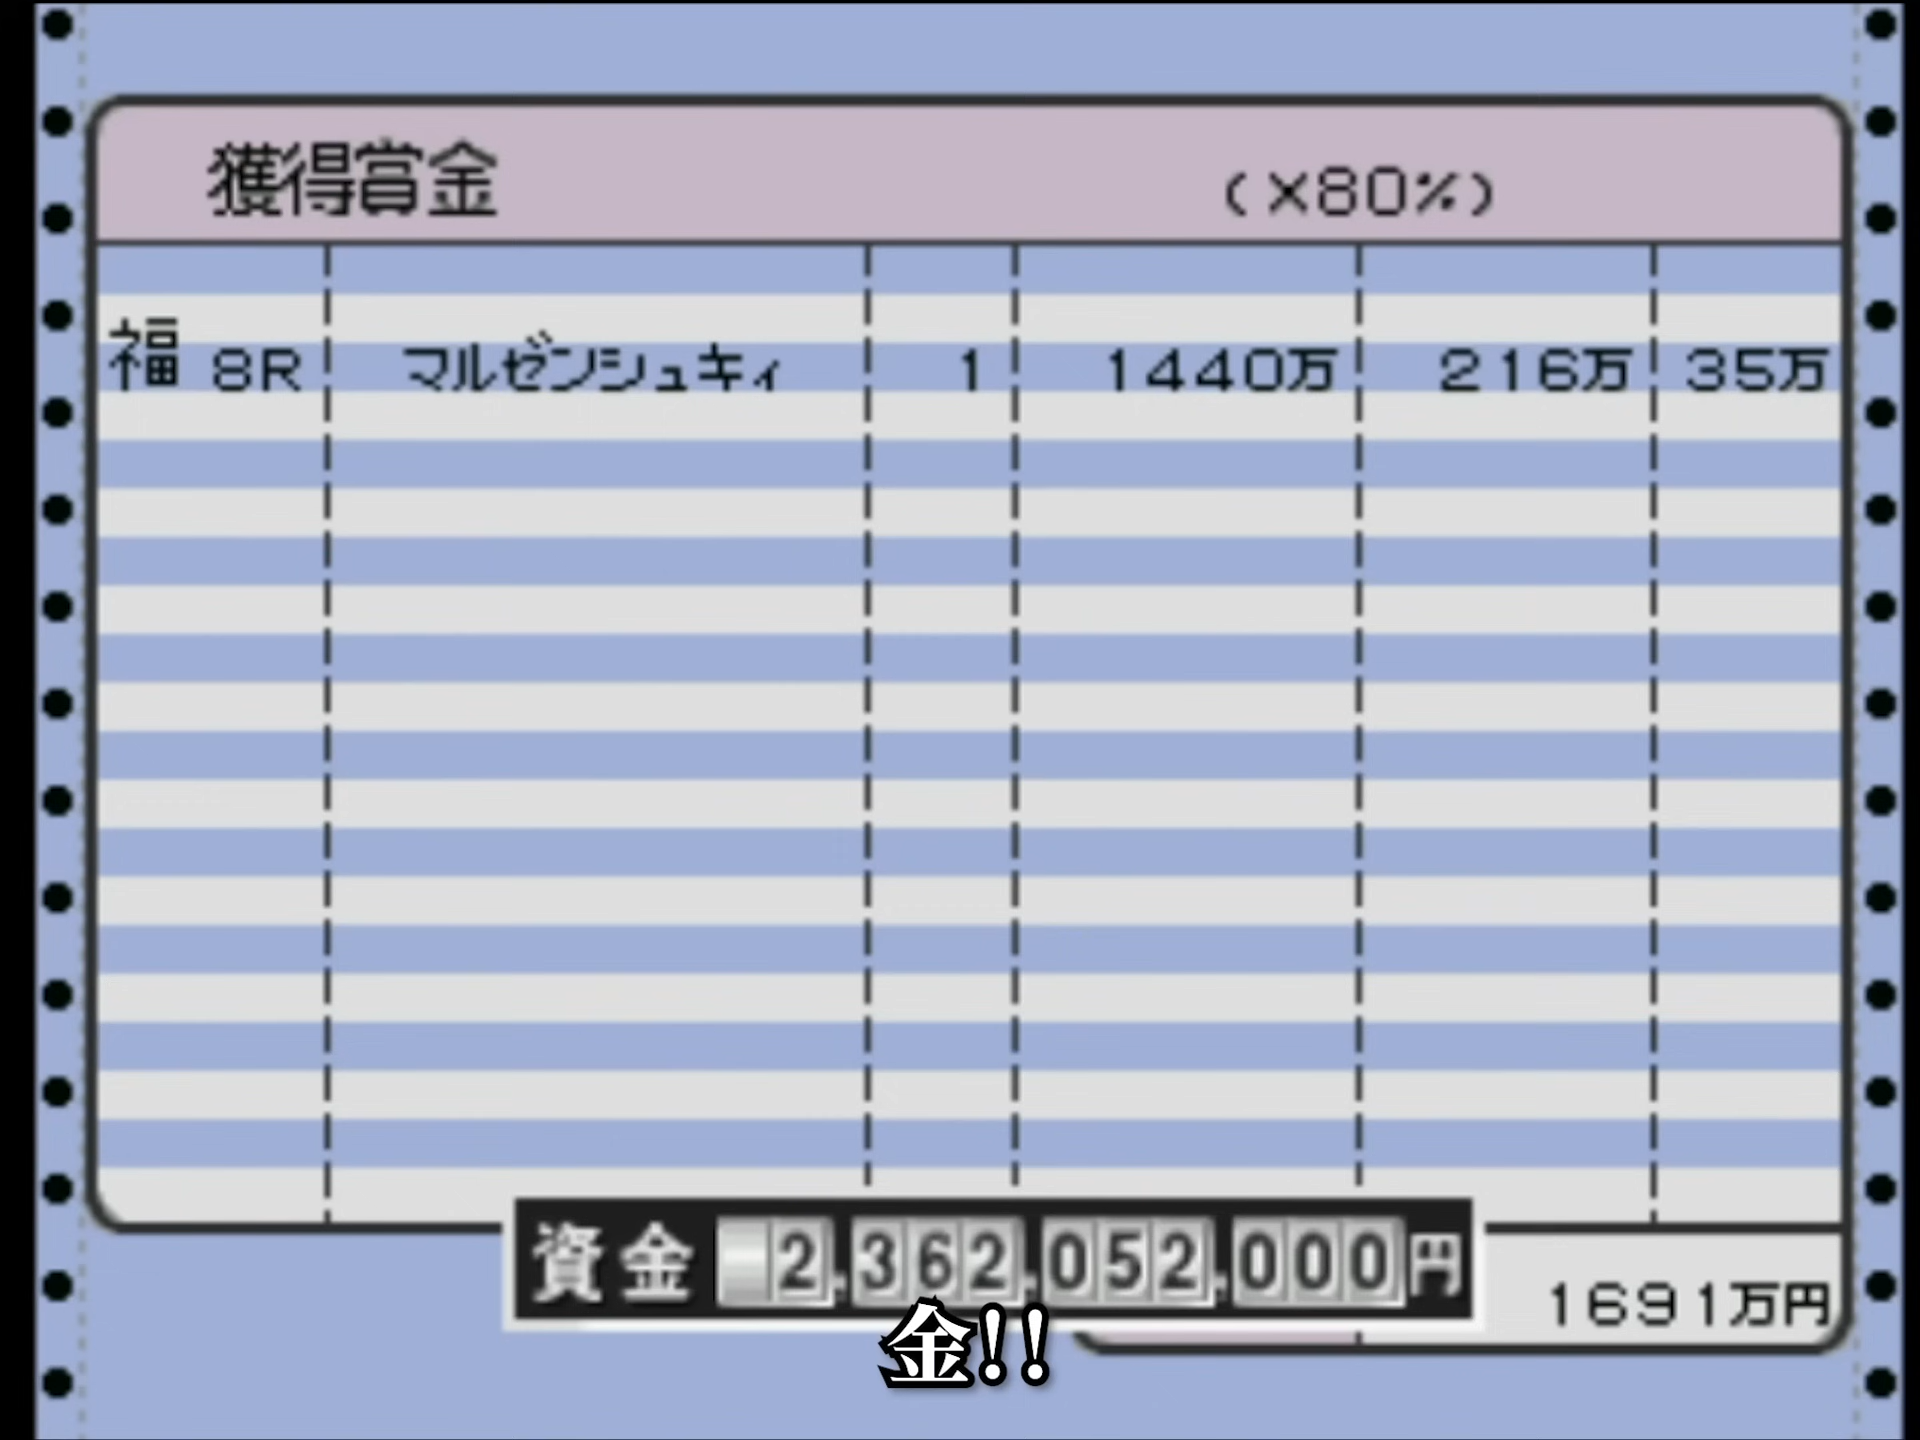 獲得賞金 (×80%)
福 8R マルゼンシュキィ 1 1440万 216万 35万
資金 2,362,052,000円
1691万円
金!!